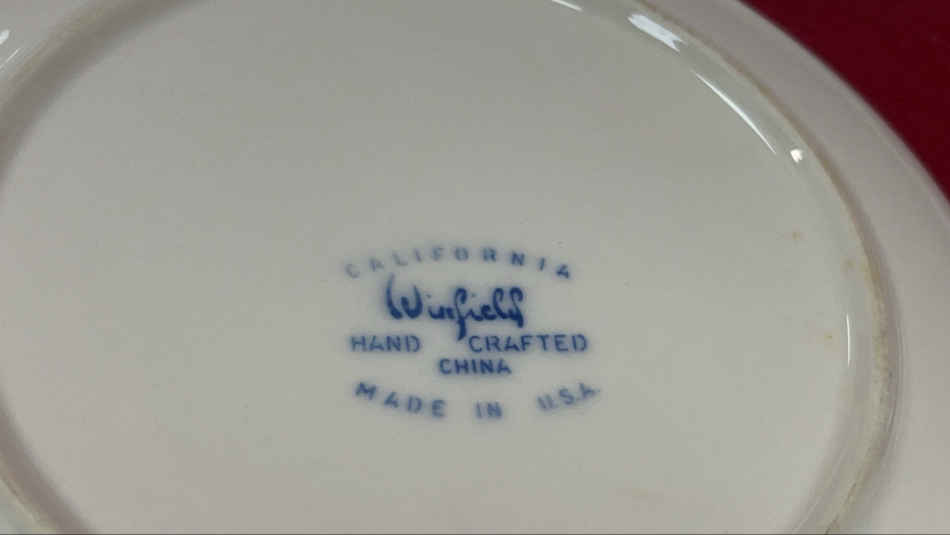 CALIFORNIA
Winfield
HAND CRAFTED
CHINA
MADE IN U.S.A.